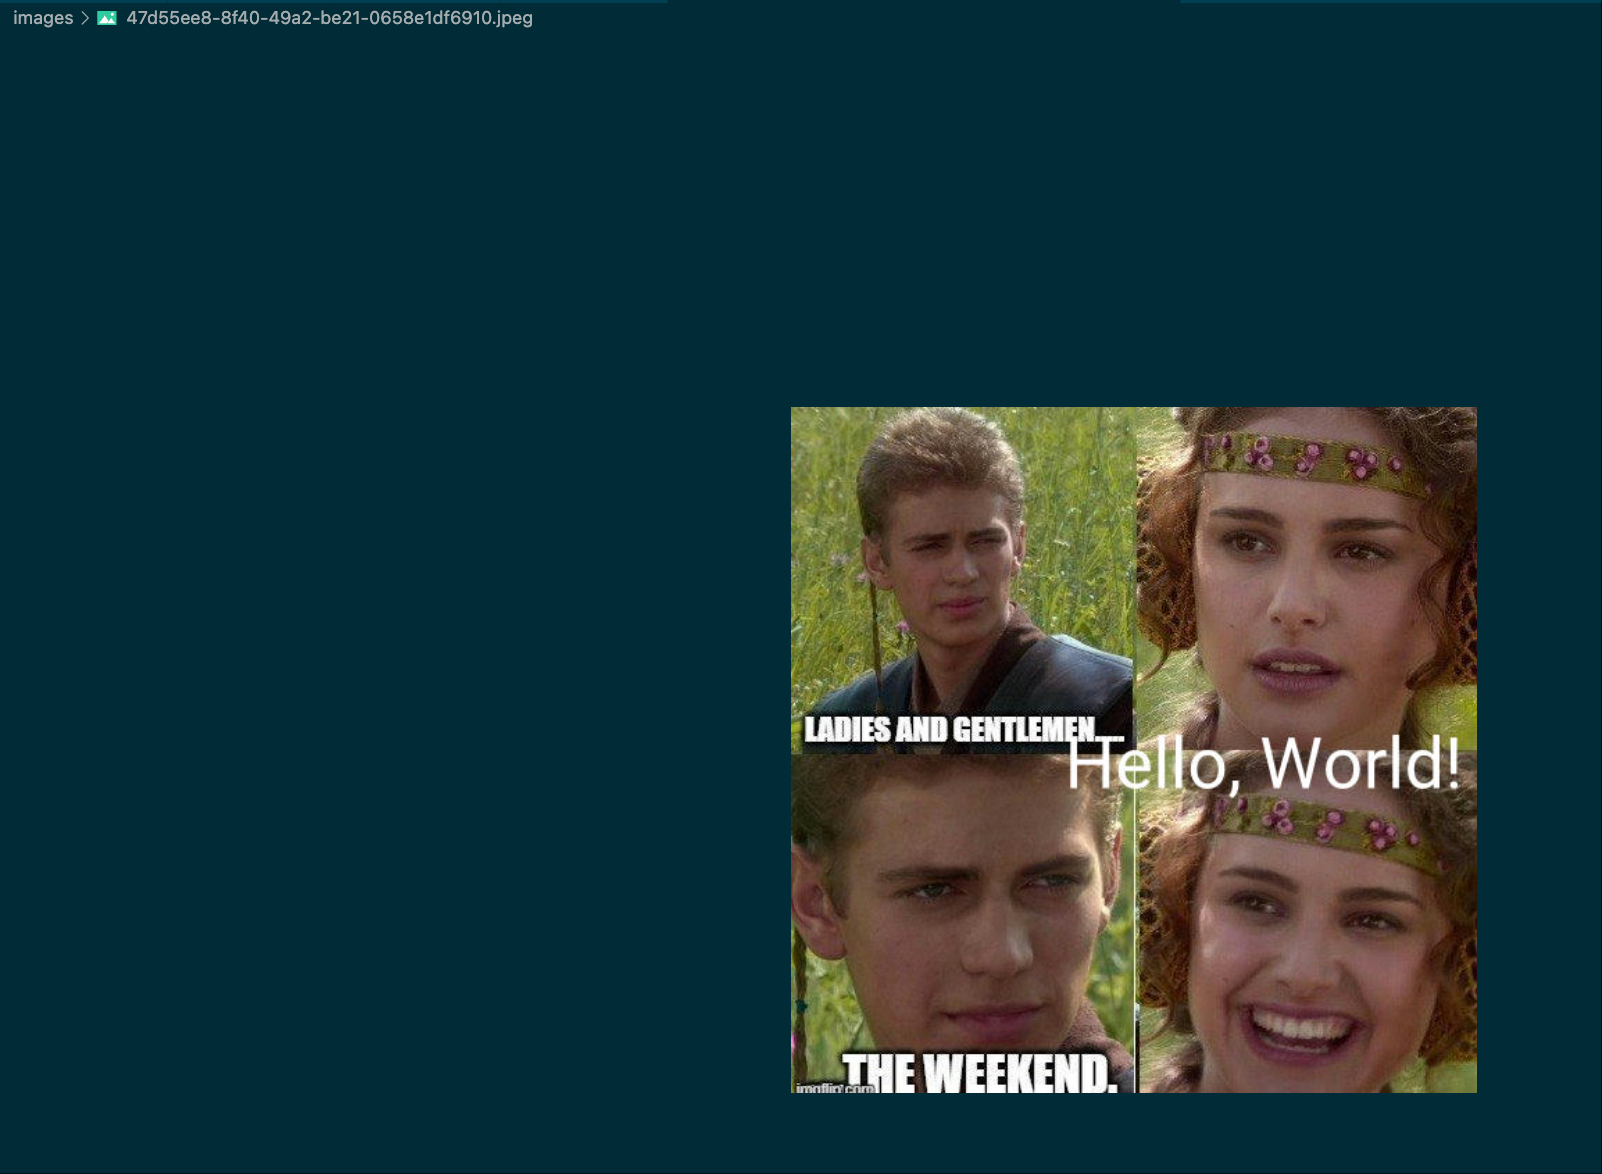 images > 47d55ee8-8f40-49a2-be21-0658e1df6910.jpeg
LADIES AND GENTLEMEN.....
Hello, World!
THE WEEKEND.
imgflip.com